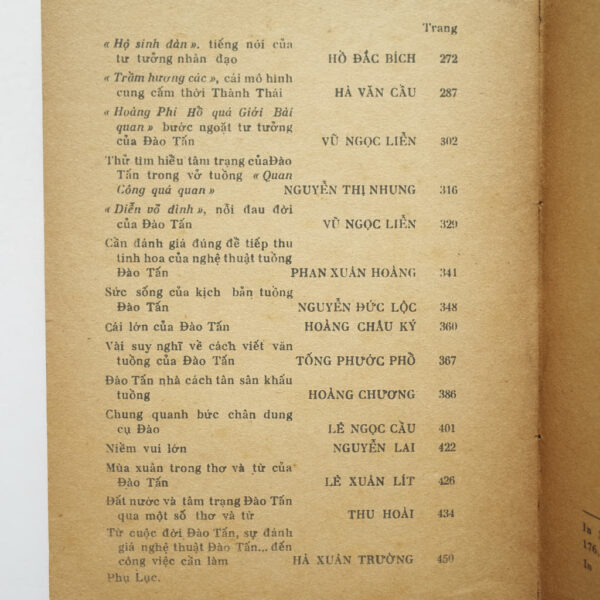 Trang
« Hộ sinh đàn ». tiếng nói của
tư tưởng nhân đạo HỒ ĐẮC BÍCH 272
« Trầm hương các », cải mỏ hình
cung cấm thời Thành Thái HÀ VĂN CẦU 287
« Hoàng Phi Hồ quá Giới Bài
quan » bước ngoặt tư tưởng
của Đào Tấn VŨ NGỌC LIỄN 302
Thử tìm hiểu tâm trạng củaĐào
Tấn trong vở tuồng « Quan
Công quá quan » NGUYỄN THỊ NHUNG 316
« Diễn võ đình », nỗi đau đời
của Đào Tấn VŨ NGỌC LIỄN 329
Cần đánh giá đúng để tiếp thu
tinh hoa của nghệ thuật tuồng
Đào Tấn PHAN XUÂN HOÀNG 341
Sức sống của kịch bản tuồng
Đào Tấn NGUYỄN ĐỨC LỘC 348
Cái lớn của Đào Tấn HOÀNG CHÂU KÝ 360
Vài suy nghĩ về cách viết văn
tuồng của Đào Tấn TỐNG PHƯỚC PHỔ 367
Đào Tấn nhà cách tân sân khấu
tuồng HOÀNG CHƯƠNG 386
Chung quanh bức chân dung
cụ Đào LÊ NGỌC CẦU 401
Niềm vui lớn NGUYỄN LAI 422
Mùa xuân trong thơ và từ của
Đào Tấn LÊ XUÂN LÍT 426
Đất nước và tâm trạng Đào Tấn
qua một số thơ và từ THU HOÀI 434
Từ cuộc đời Đào Tấn, sự đánh
giá nghệ thuật Đào Tấn... đến
công việc cần làm HÀ XUÂN TRƯỜNG 450
Phụ Lục.
In
176,
In